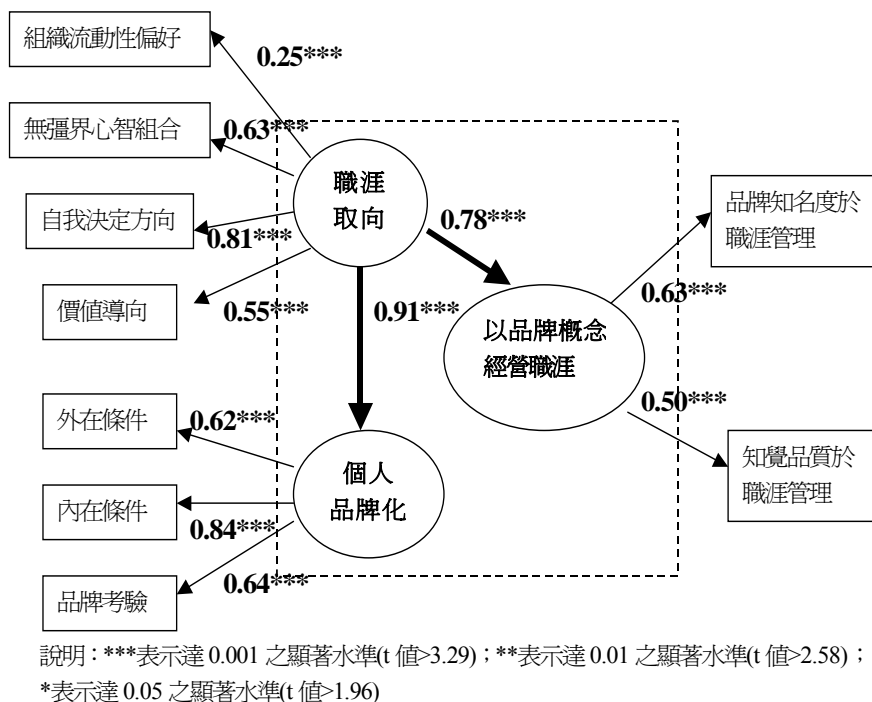 組織流動性偏好
0.25***
無彊界心智組合
0.63***
職涯
取向
自我決定方向
0.81***
0.78***
品牌知名度於
職涯管理
價值導向
0.55***
0.91***
0.63***
以品牌概念
經營職涯
外在條件
0.62***
0.50***
個人
品牌化
知覺品質於
職涯管理
內在條件
0.84***
品牌考驗
0.64***
說明：***表示達 0.001 之顯著水準(t 值>3.29)；**表示達 0.01 之顯著水準(t 值>2.58)；
*表示達 0.05 之顯著水準(t 值>1.96)